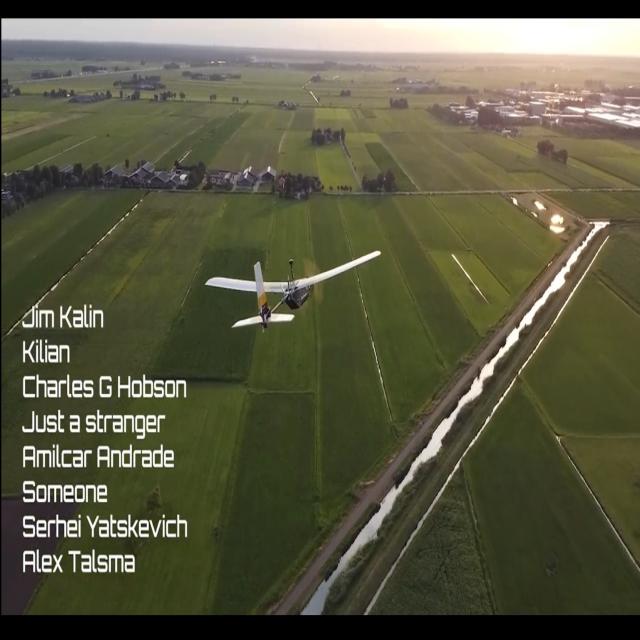 Jim Kalin
Kilian
Charles G Hobson
Just a stranger
Amilcar Andrade
Someone
Serhei Yatskevich
Alex Talsma